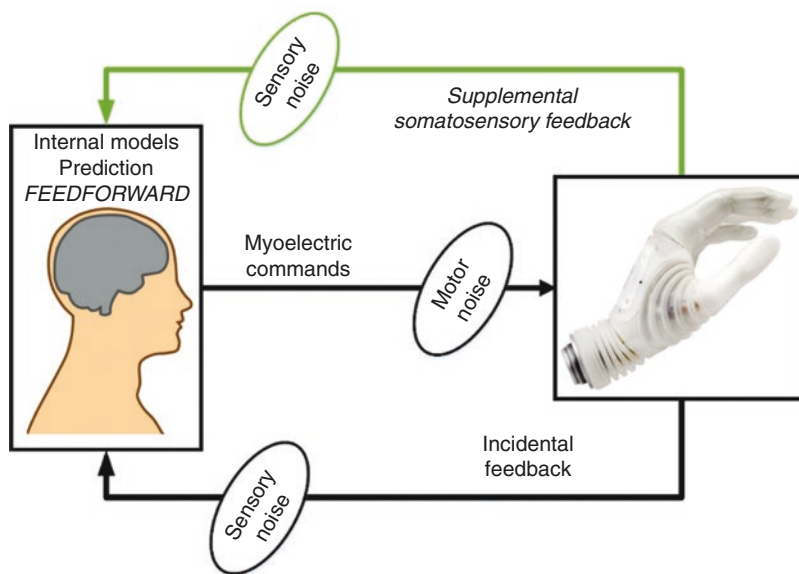 Sensory
noise
Supplemental
somatosensory feedback
Internal models
Prediction
FEEDFORWARD
Myoelectric
commands
Motor
noise
Incidental
feedback
Sensory
noise